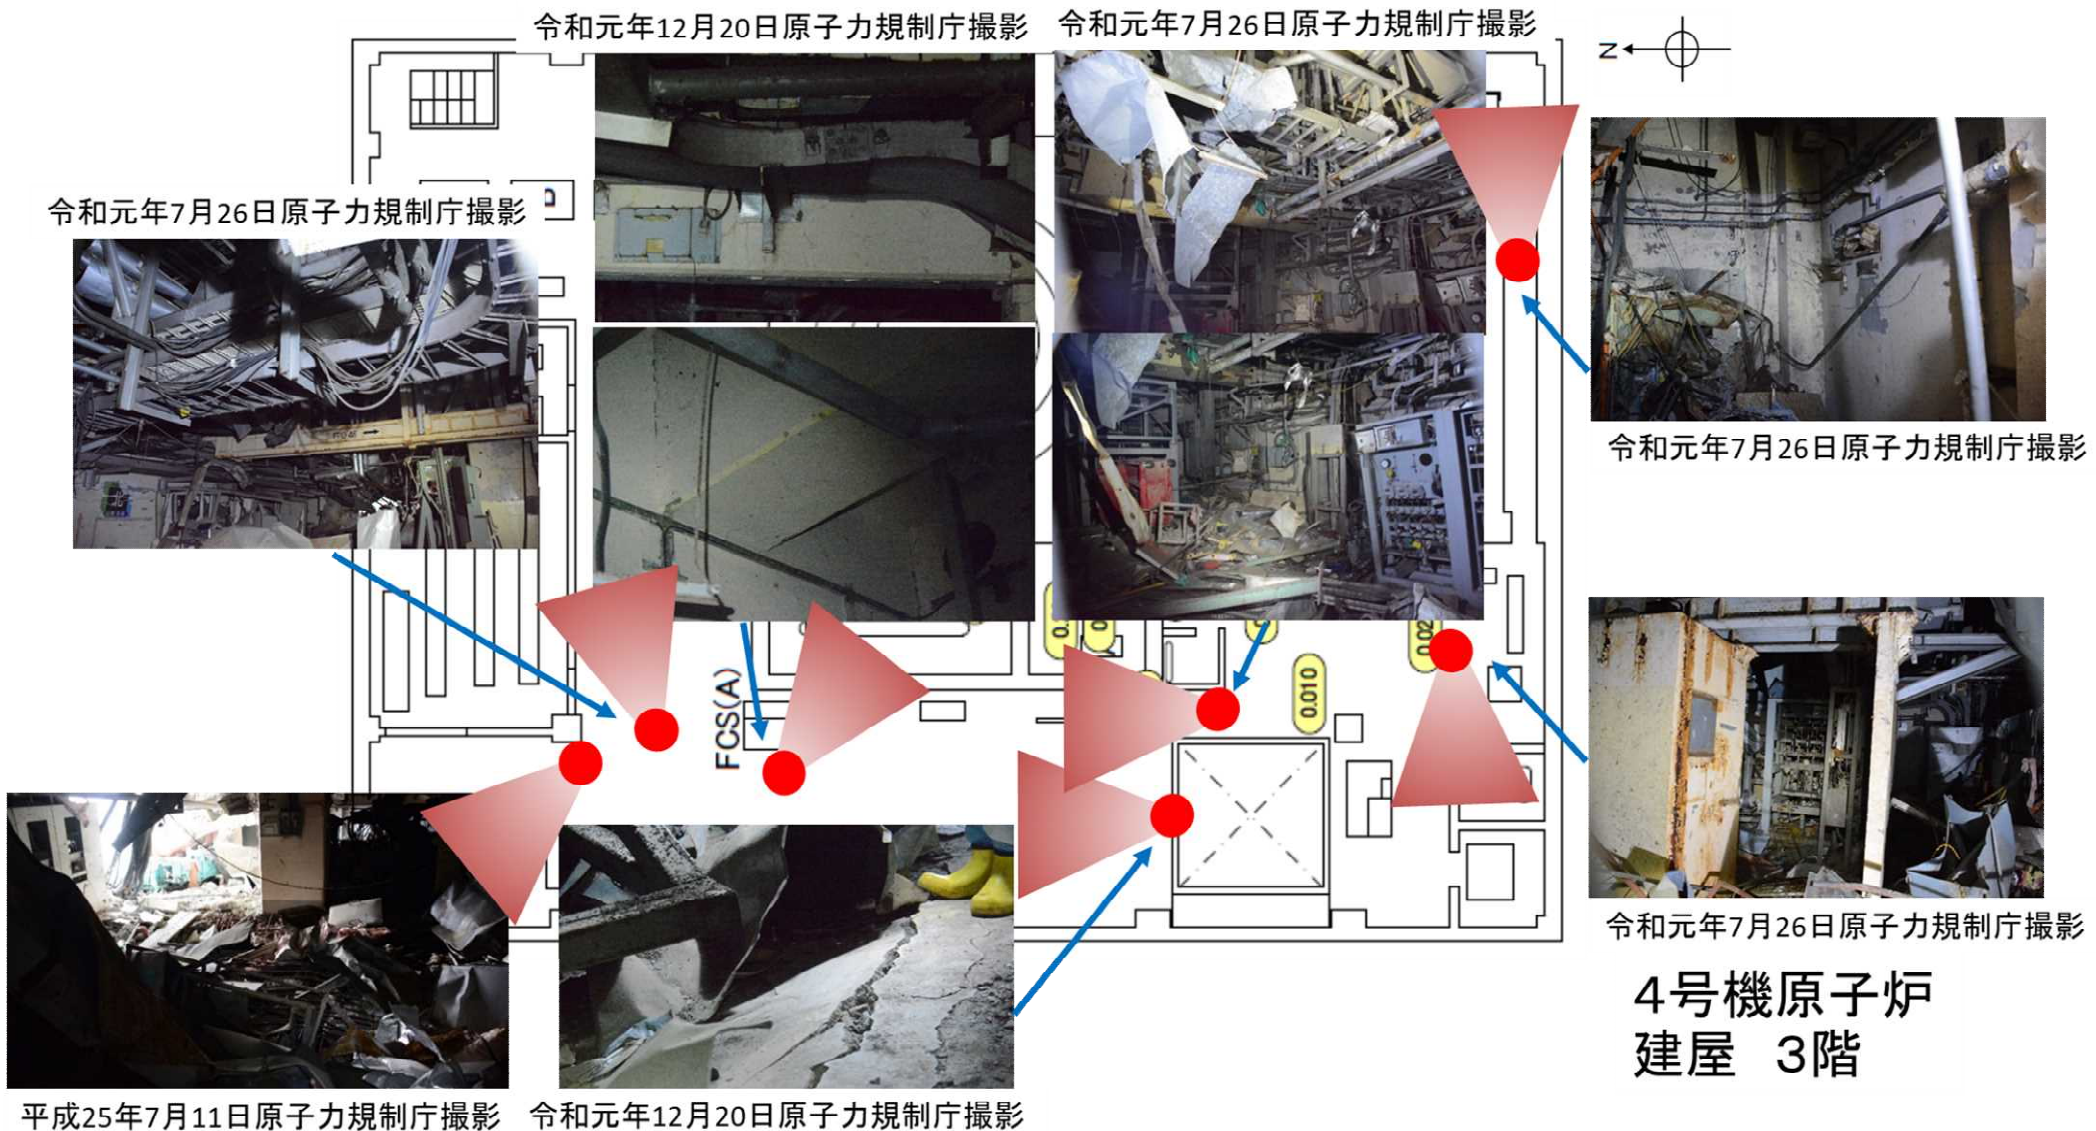 令和元年12月20日原子力規制庁撮影
令和元年7月26日原子力規制庁撮影
N
令和元年7月26日原子力規制庁撮影
令和元年7月26日原子力規制庁撮影
FCS(A)
0.010
令和元年7月26日原子力規制庁撮影
4号機原子炉
建屋 3階
平成25年7月11日原子力規制庁撮影
令和元年12月20日原子力規制庁撮影